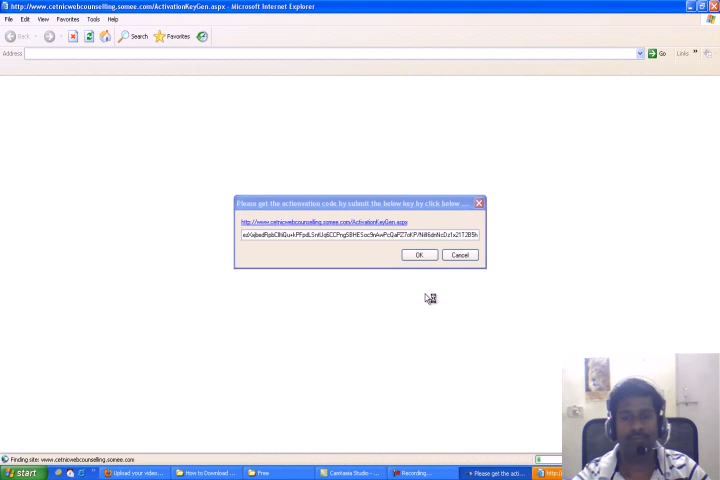 http://www.cetnicwebcounselling.somee.com/ActivationKeyGen.aspx - Microsoft Internet Explorer
File Edit View Favorites Tools Help
Back Search Favorites
Address Go Links »
Please get the actionvation code by submit the below key by click below ....
http://www.cetnicwebcounselling.somee.com/ActivationKeyGen.aspx
OK Cancel
Finding site: www.cetnicwebcounselling.somee.com
start » Upload your video... How to Download ... Free Camtasia Studio - ... Recording... Please get the acti... http:/